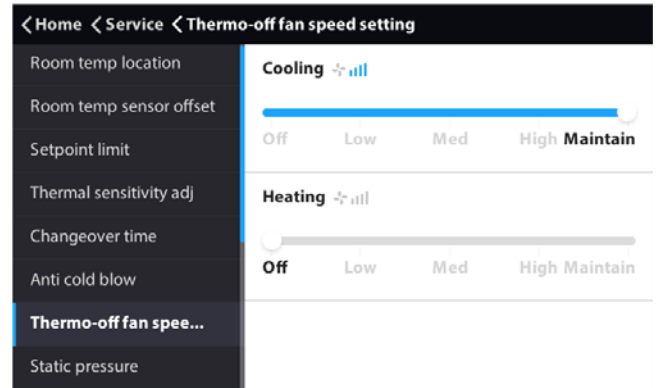 Home Service Thermo-off fan speed setting
Room temp location
Room temp sensor offset
Setpoint limit
Thermal sensitivity adj
Changeover time
Anti cold blow
Thermo-off fan spee...
Static pressure
Cooling
Off Low Med High Maintain
Heating
Off Low Med High Maintain